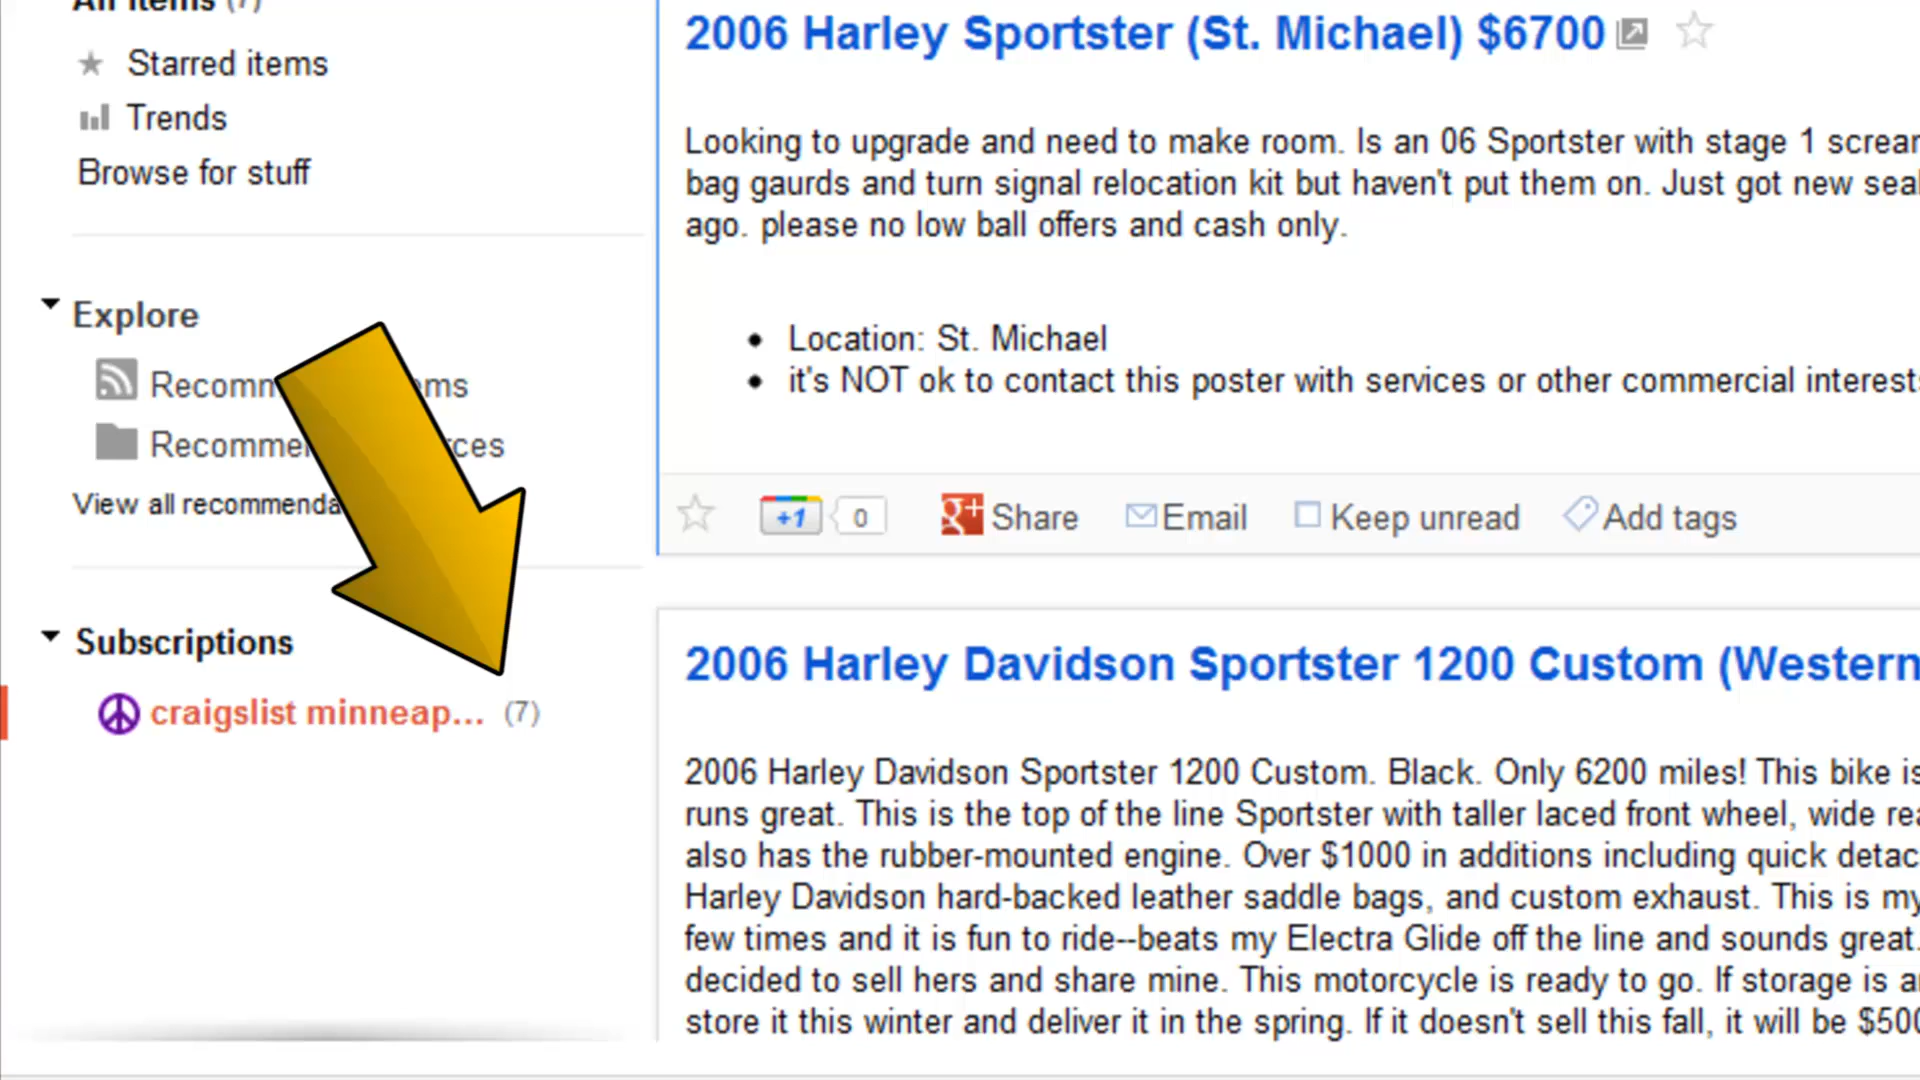 All items (7)
Starred items
Trends
Browse for stuff
Explore
View all
Subscriptions
craigslist minneap... (7)
2006 Harley Sportster (St. Michael) $6700
Looking to upgrade and need to make room. Is an 06 Sportster with stage 1
bag gaurds and turn signal relocation kit but haven't put them on. Just got new
ago. please no low ball offers and cash only.
Location: St. Michael
it's NOT ok to contact this poster with services or other commercial interests
+1 0 g+ Share Email Keep unread Add tags
2006 Harley Davidson Sportster 1200 Custom (Western
2006 Harley Davidson Sportster 1200 Custom. Black. Only 6200 miles! This bike is
runs great. This is the top of the line Sportster with taller laced front wheel, wide
also has the rubber-mounted engine. Over $1000 in additions including quick
Harley Davidson hard-backed leather saddle bags, and custom exhaust. This is my
few times and it is fun to ride--beats my Electra Glide off the line and sounds great.
decided to sell hers and share mine. This motorcycle is ready to go. If storage is
store it this winter and deliver it in the spring. If it doesn't sell this fall, it will be